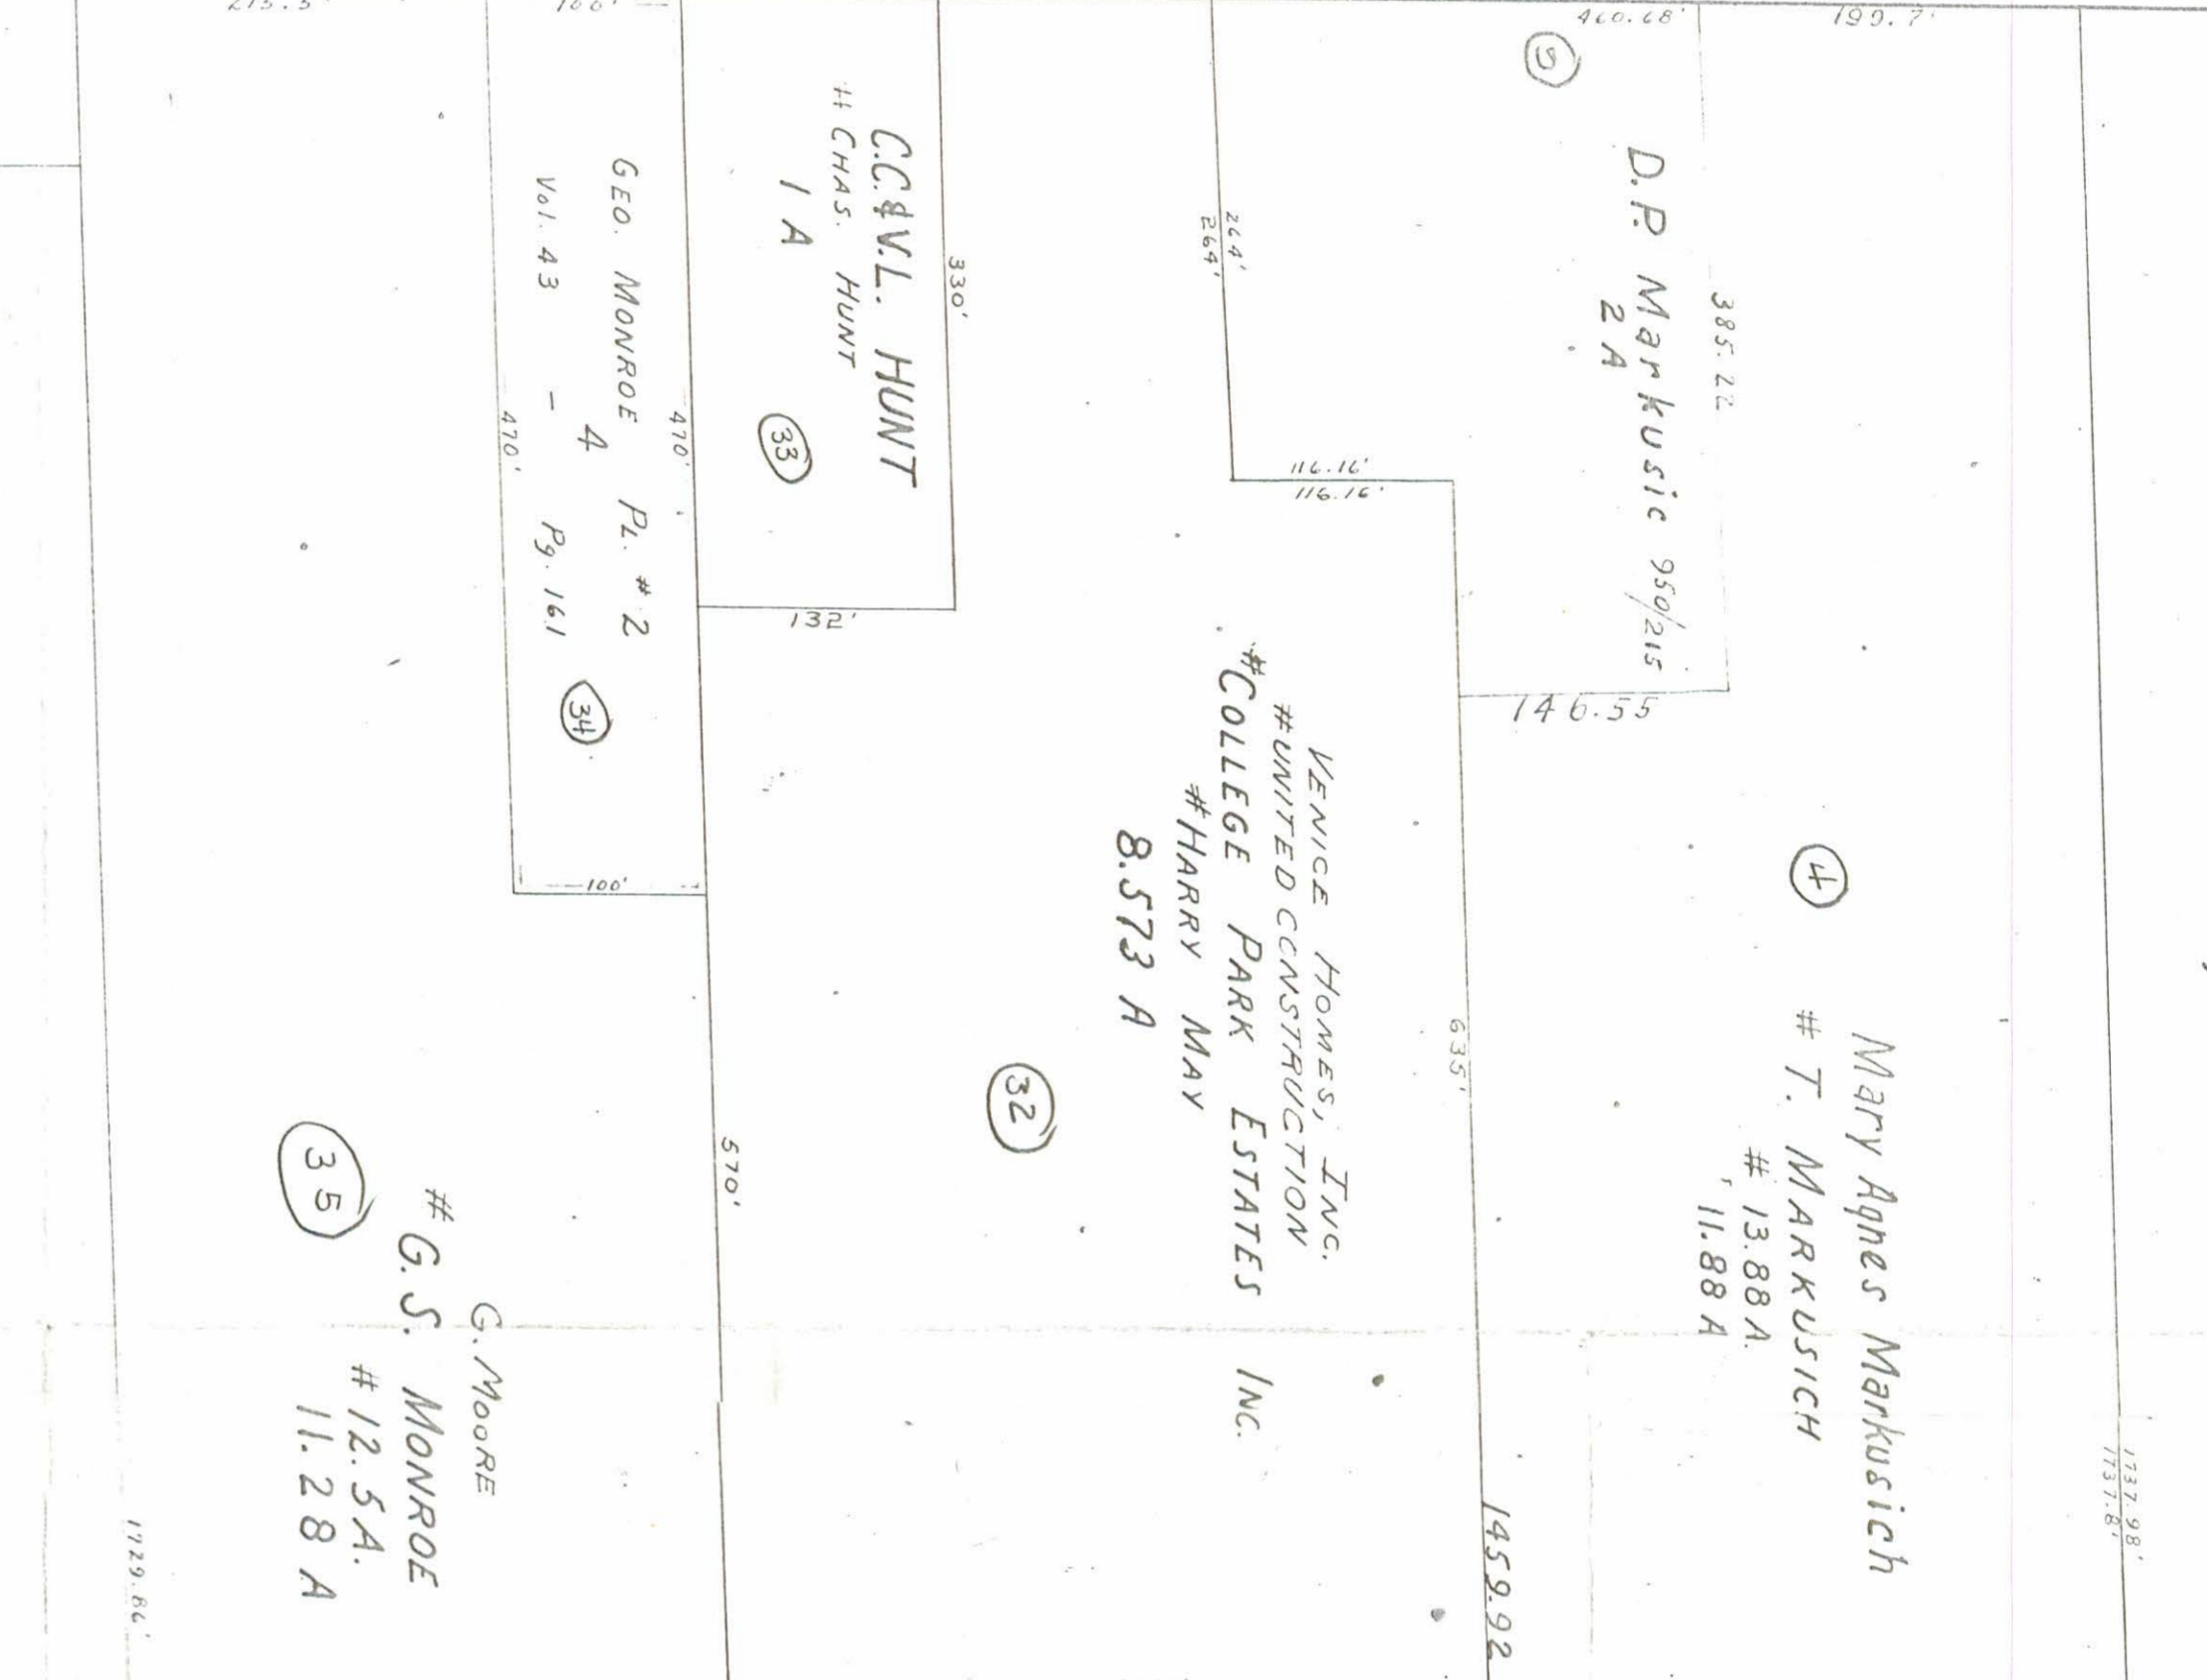 190.7'
460.68'
100'
1737.98'
1737.8'
Mary Agnes Markusich
# T. MARKUSICH
# 13.88 A.
11.88 A
4
385.22
D.P. Markusic 950/215
2 A
5
146.55
1459.92
635'
116.16'
116.16'
264'
264'
VENICE HOMES, INC.
# UNITED CONSTRUCTION
# COLLEGE PARK ESTATES INC.
# HARRY MAY
8.573 A
32
330'
C.C. & V.L. HUNT
# CHAS. HUNT
1 A
33
132'
570'
470'
GEO. MONROE PL. # 2
4
Vol. 43 - Pg. 161
34
100'
470'
G. MOORE
# G.S. MONROE
# 12.5 A.
11.28 A
35
1729.86'